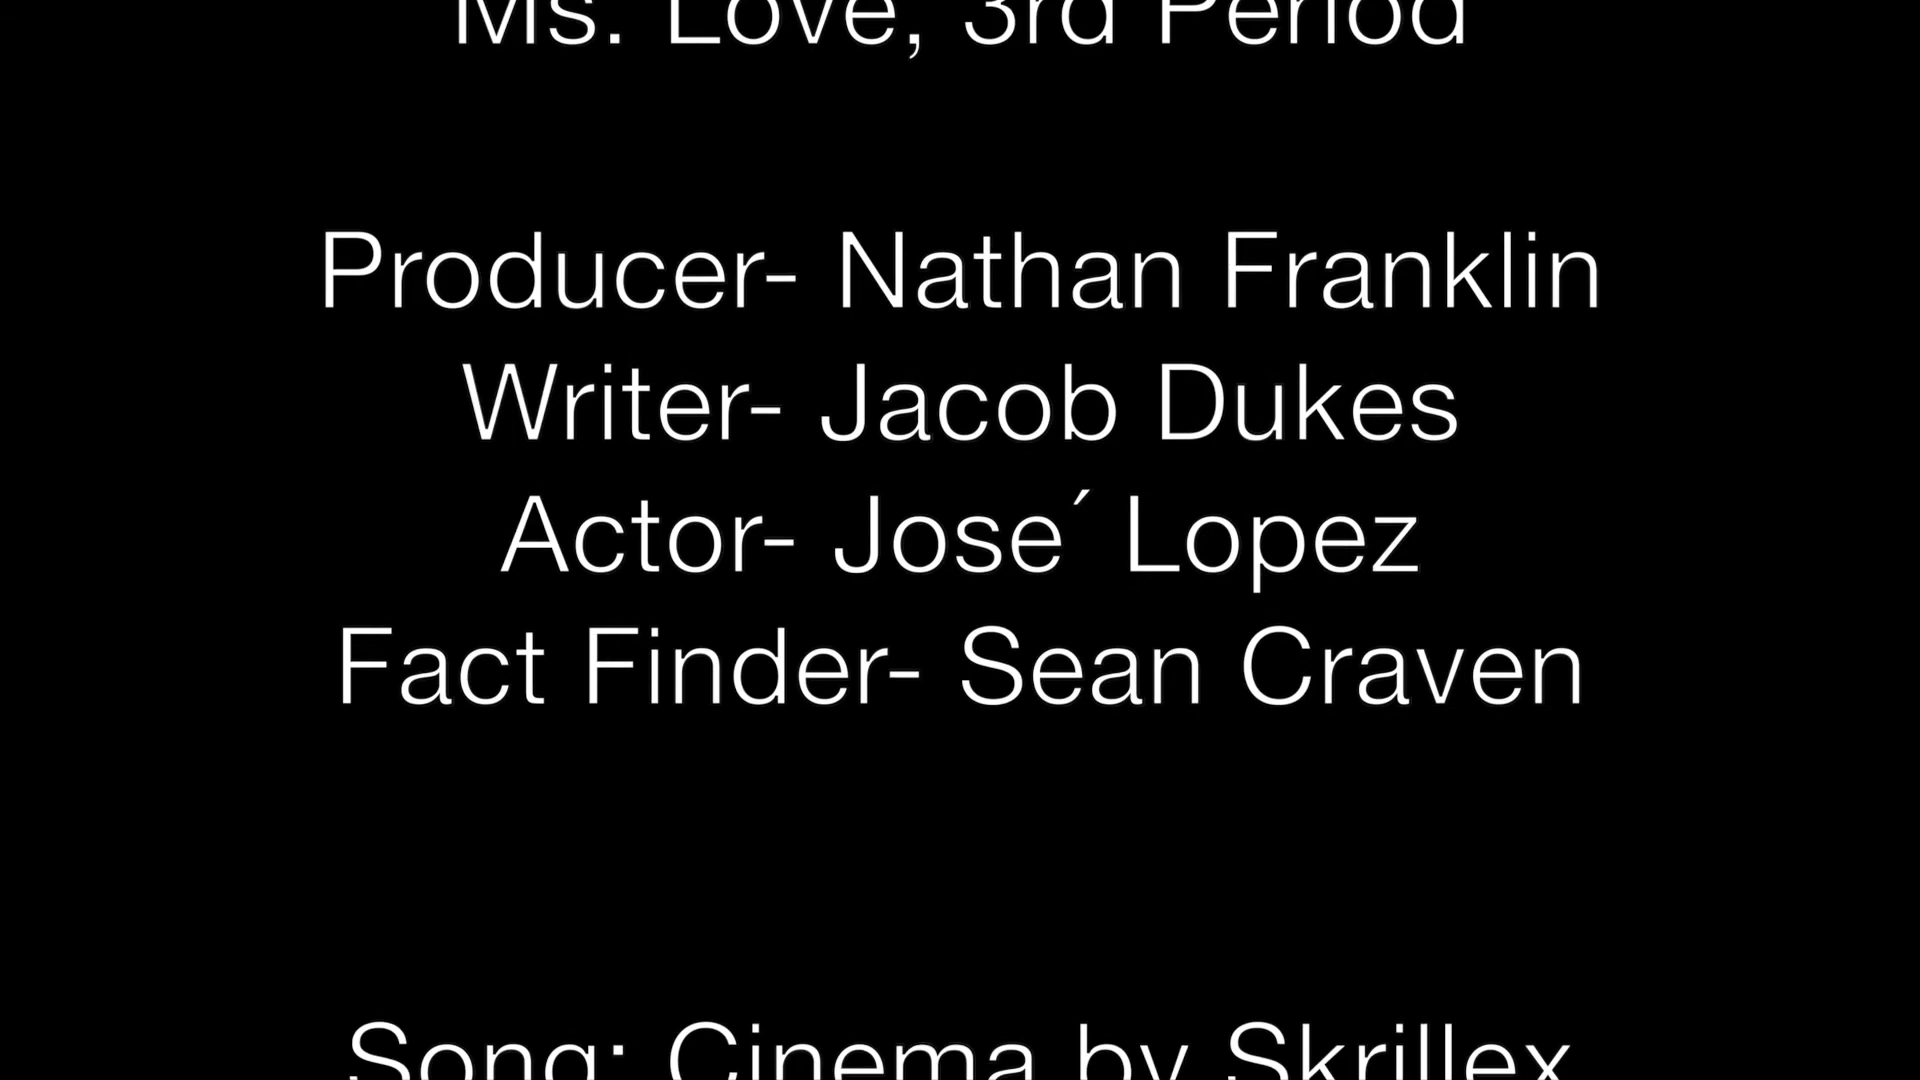 Ms. Love, 3rd Period
Producer- Nathan Franklin
Writer- Jacob Dukes
Actor- Jose´ Lopez
Fact Finder- Sean Craven
Song: Cinema by Skrillex